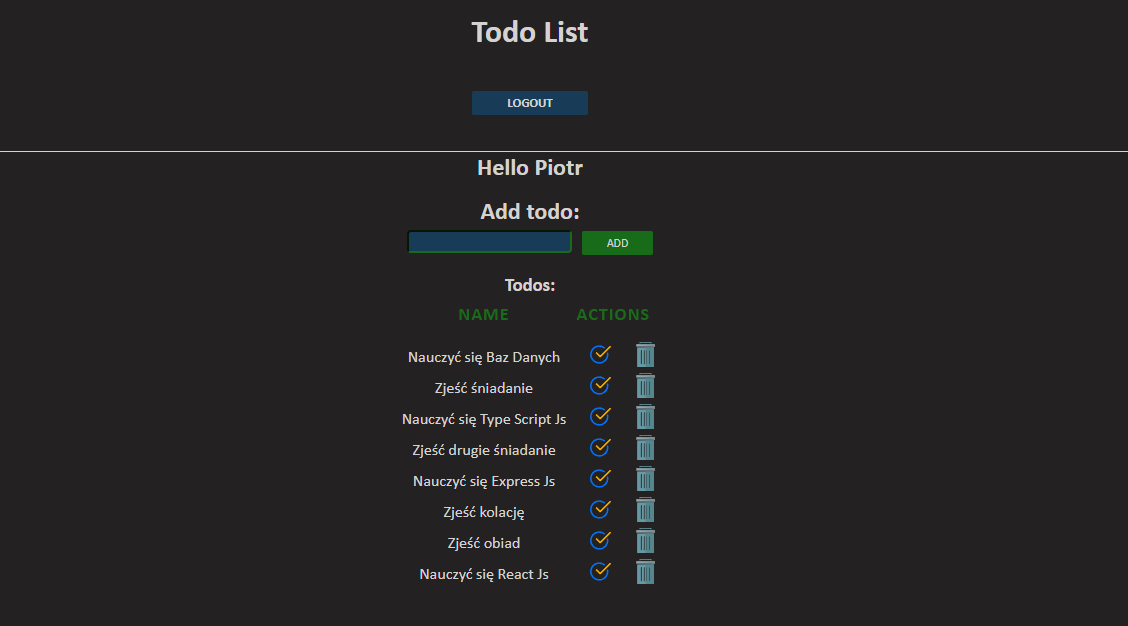 Todo List
LOGOUT
Hello Piotr
Add todo:
ADD
Todos:
NAME ACTIONS
Nauczyć się Baz Danych
Zjeść śniadanie
Nauczyć się Type Script Js
Zjeść drugie śniadanie
Nauczyć się Express Js
Zjeść kolację
Zjeść obiad
Nauczyć się React Js